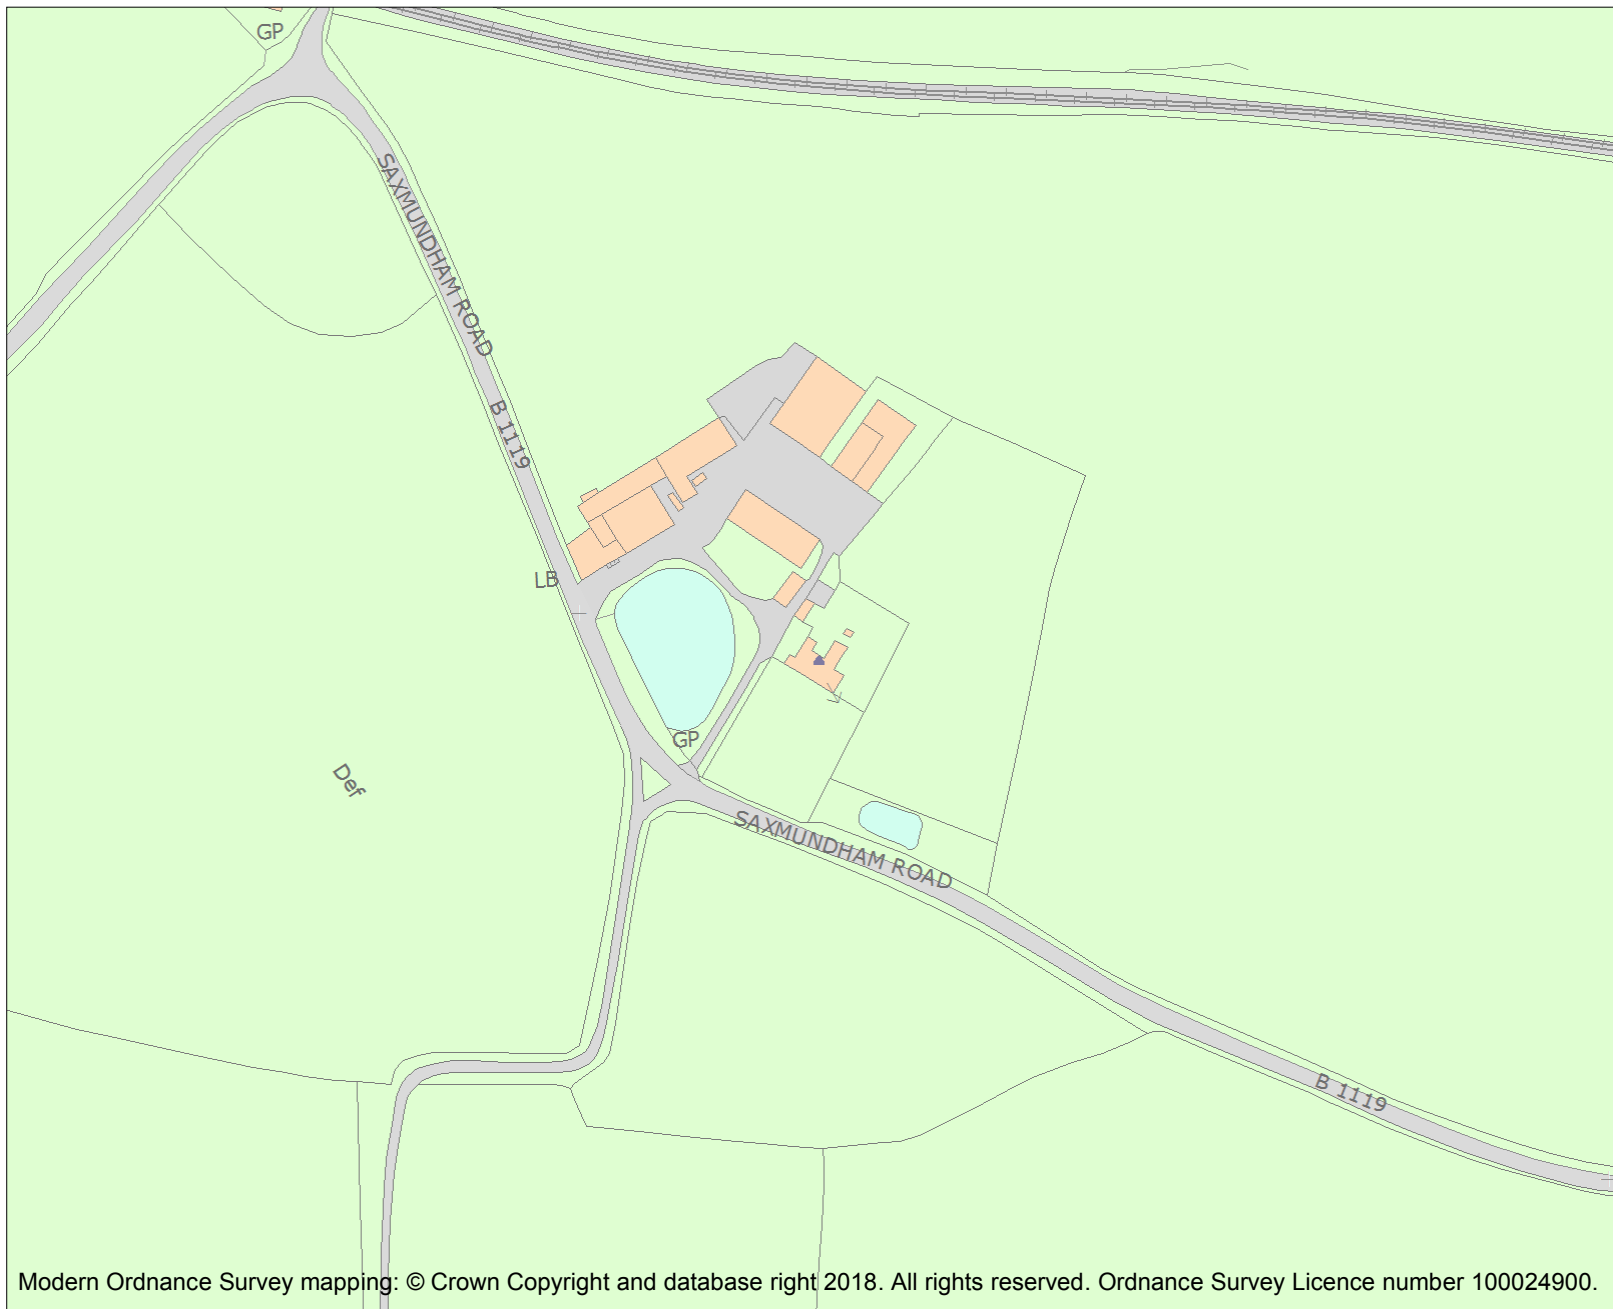 GP
SAXMUNDHAM ROAD
B 1119
LB
GP
Def
SAXMUNDHAM ROAD
B 1119
Modern Ordnance Survey mapping: © Crown Copyright and database right 2018. All rights reserved. Ordnance Survey Licence number 100024900.